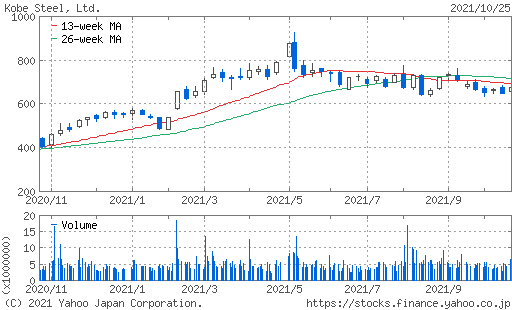 Kobe Steel, Ltd. 2021/10/25
1000
13-week MA
26-week MA
800
600
400
200
2020/11 2021/1 2021/3 2021/5 2021/7 2021/9
20
Volume
15
10
5
0
(x10000000)
2020/11 2021/1 2021/3 2021/5 2021/7 2021/9
(C) 2021 Yahoo Japan Corporation. https://stocks.finance.yahoo.co.jp/